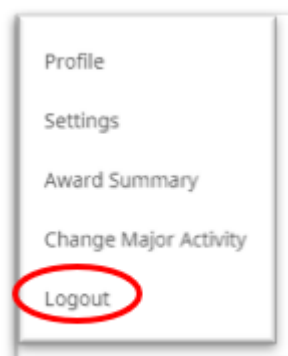 Profile
Settings
Award Summary
Change Major Activity
Logout